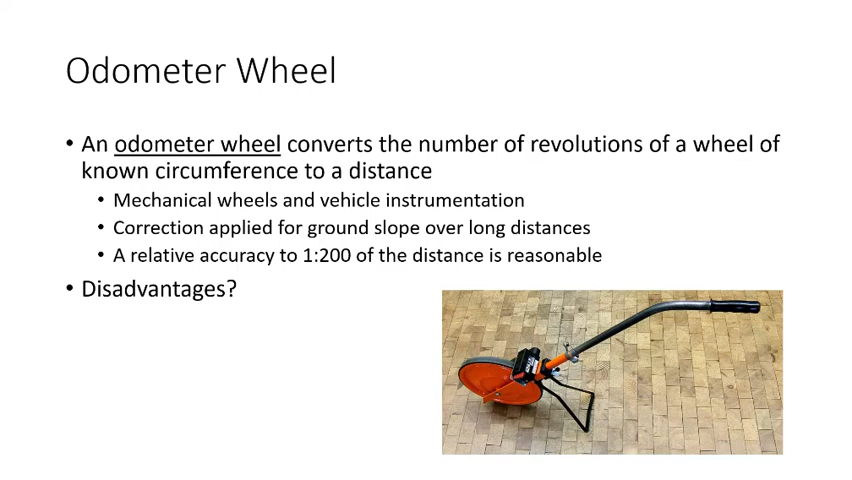 Odometer Wheel
• An odometer wheel converts the number of revolutions of a wheel of
known circumference to a distance
• Mechanical wheels and vehicle instrumentation
• Correction applied for ground slope over long distances
• A relative accuracy to 1:200 of the distance is reasonable
• Disadvantages?